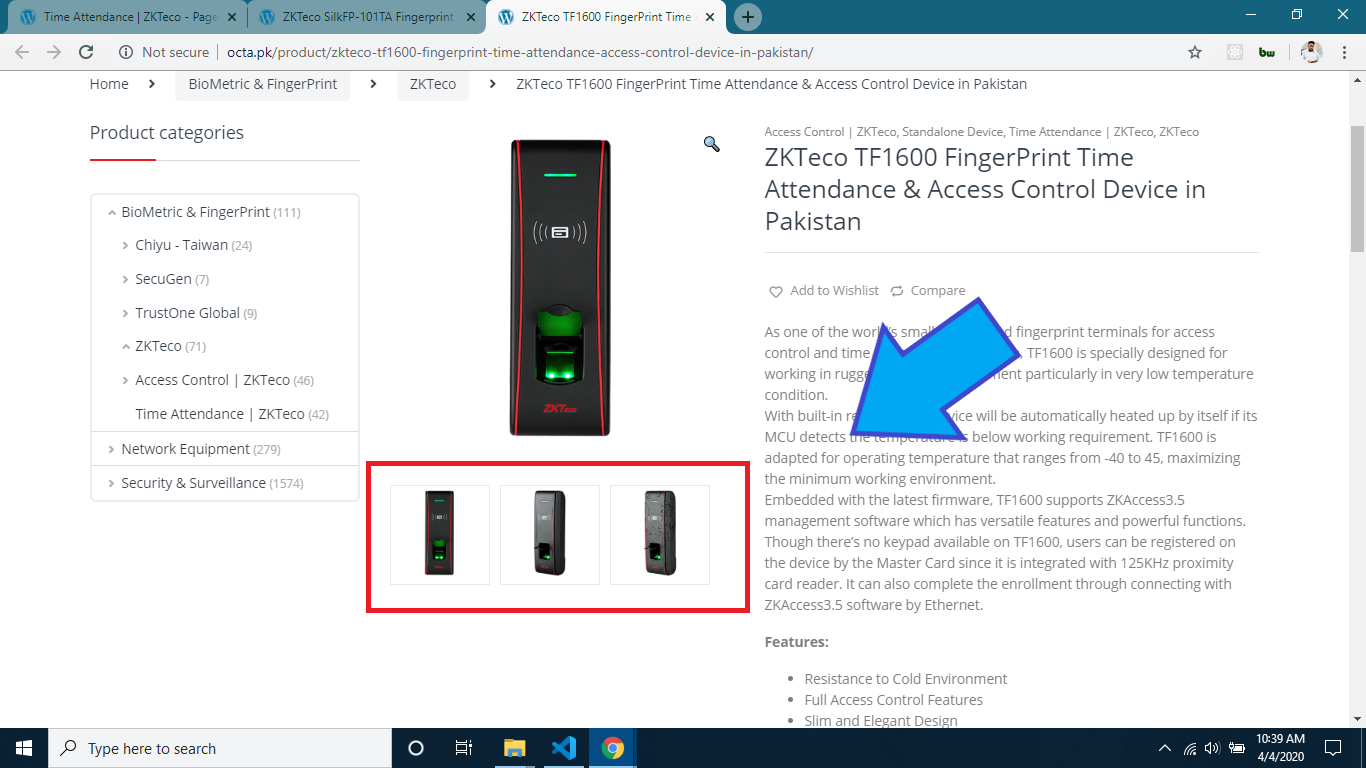 Time Attendance | ZKTeco - Page
ZKTeco SilkFP-101TA Fingerprint
ZKTeco TF1600 FingerPrint Time
Not secure
octa.pk/product/zkteco-tf1600-fingerprint-time-attendance-access-control-device-in-pakistan/
bw
Home > BioMetric & FingerPrint > ZKTeco > ZKTeco TF1600 FingerPrint Time Attendance & Access Control Device in Pakistan
Product categories
BioMetric & FingerPrint (111)
Chiyu - Taiwan (24)
SecuGen (7)
TrustOne Global (9)
ZKTeco (71)
Access Control | ZKTeco (46)
Time Attendance | ZKTeco (42)
Network Equipment (279)
Security & Surveillance (1574)
ZKTeco
Access Control | ZKTeco, Standalone Device, Time Attendance | ZKTeco, ZKTeco
ZKTeco TF1600 FingerPrint Time
Attendance & Access Control Device in
Pakistan
Add to Wishlist Compare
As one of the world's fingerprint terminals for access
control and time TF1600 is specially designed for
working in particularly in very low temperature
condition.
With built-in will be automatically heated up by itself if its
MCU detects the temperature is below working requirement. TF1600 is
adapted for operating temperature that ranges from -40 to 45, maximizing
the minimum working environment.
Embedded with the latest firmware, TF1600 supports ZKAccess3.5
management software which has versatile features and powerful functions.
Though there's no keypad available on TF1600, users can be registered on
the device by the Master Card since it is integrated with 125KHz proximity
card reader. It can also complete the enrollment through connecting with
ZKAccess3.5 software by Ethernet.
Features:
• Resistance to Cold Environment
• Full Access Control Features
• Slim and Elegant Design
Type here to search
10:39 AM
4/4/2020